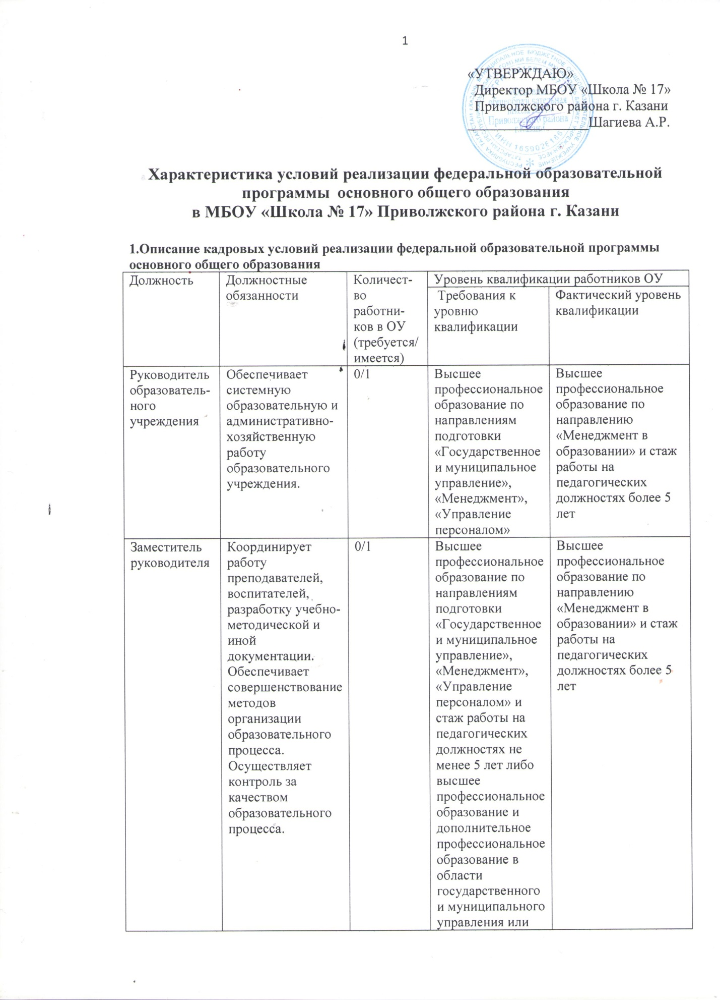 1
«УТВЕРЖДАЮ»
Директор МБОУ «Школа № 17»
Приволжского района г. Казани
Шагиева А.Р.
Приволжского района
ИНН 1659026186
Характеристика условий реализации федеральной образовательной
программы основного общего образования
в МБОУ «Школа № 17» Приволжского района г. Казани
1.Описание кадровых условий реализации федеральной образовательной программы
основного общего образования
Должность
Должностные
обязанности
Количест-
во
работни-
ков в ОУ
(требуется/
имеется)
Уровень квалификации работников ОУ
Требования к
уровню
квалификации
Фактический уровень
квалификации
Руководитель
образователь-
ного
учреждения
Обеспечивает
системную
образовательную и
административно-
хозяйственную
работу
образовательного
учреждения.
0/1
Высшее
профессиональное
образование по
направлениям
подготовки
«Государственное
и муниципальное
управление»,
«Менеджмент»,
«Управление
персоналом»
Высшее
профессиональное
образование по
направлению
«Менеджмент в
образовании» и стаж
работы на
педагогических
должностях более 5
лет
Заместитель
руководителя
Координирует
работу
преподавателей,
воспитателей,
разработку учебно-
методической и
иной
документации.
Обеспечивает
совершенствование
методов
организации
образовательного
процесса.
Осуществляет
контроль за
качеством
образовательного
процесса.
0/1
Высшее
профессиональное
образование по
направлениям
подготовки
«Государственное
и муниципальное
управление»,
«Менеджмент»,
«Управление
персоналом» и
стаж работы на
педагогических
должностях не
менее 5 лет либо
высшее
профессиональное
образование и
дополнительное
профессиональное
образование в
области
государственного
и муниципального
управления или
Высшее
профессиональное
образование по
направлению
«Менеджмент в
образовании» и стаж
работы на
педагогических
должностях более 5
лет